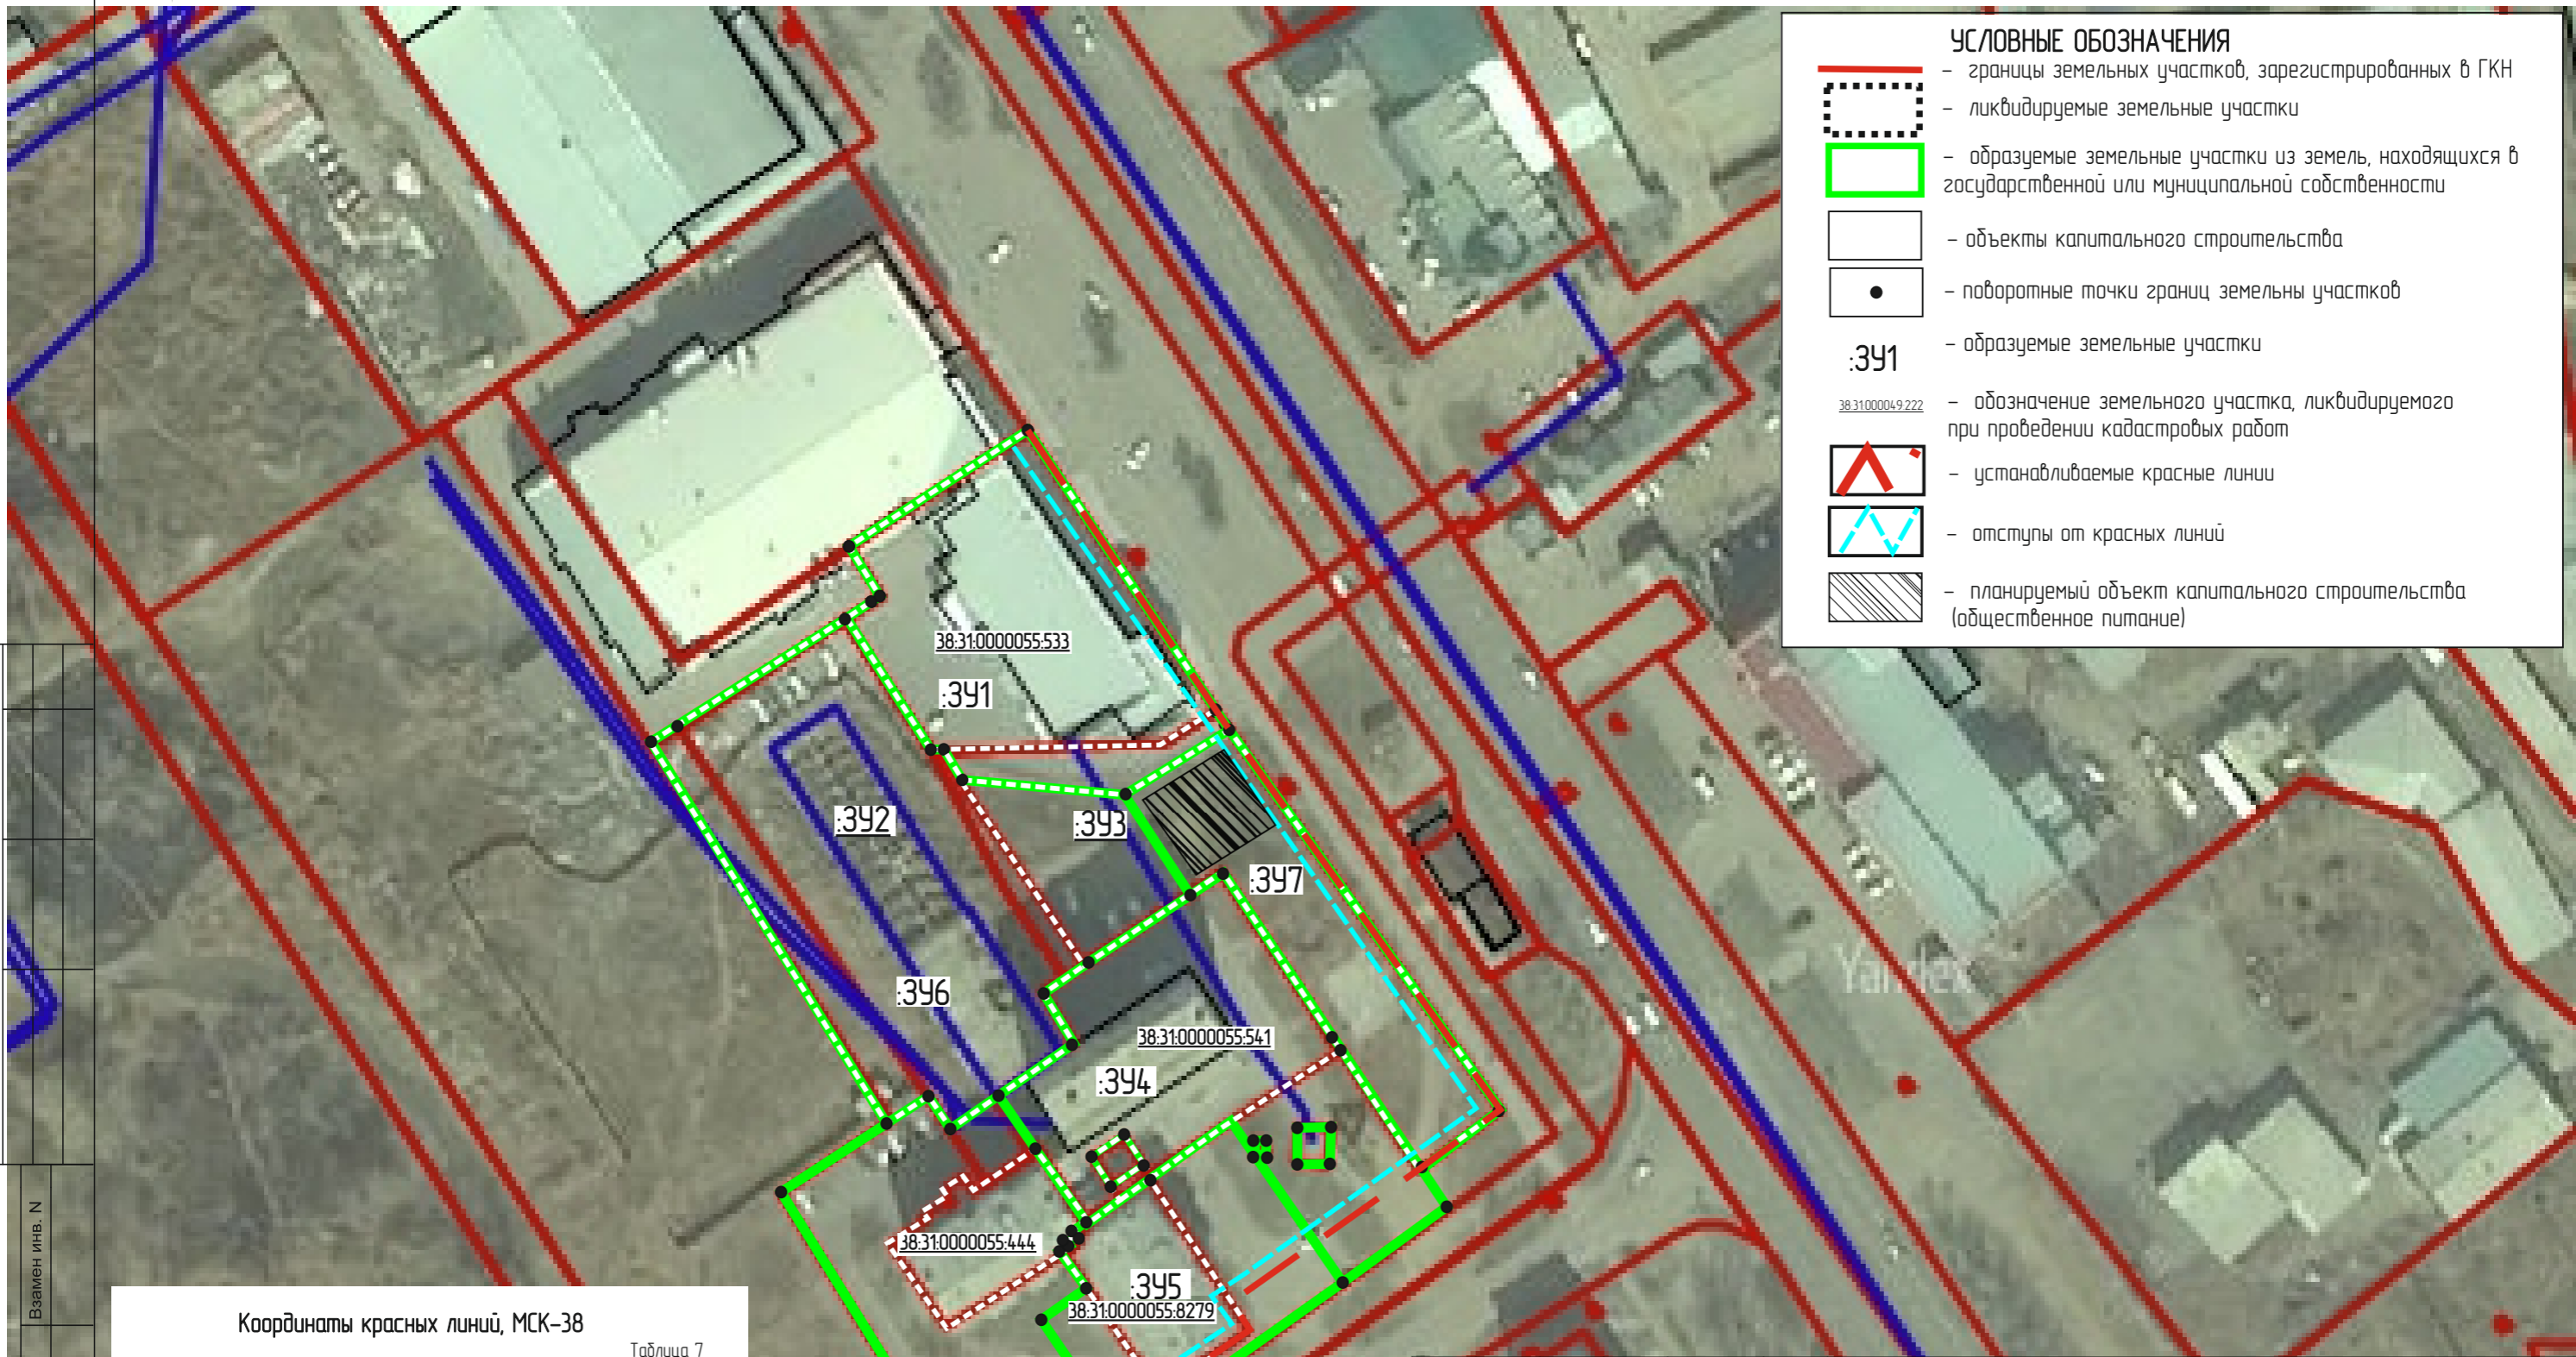 УСЛОВНЫЕ ОБОЗНАЧЕНИЯ
- границы земельных участков, зарегистрированных в ГКН
- ликвидируемые земельные участки
- образуемые земельные участки из земель, находящихся в
государственной или муниципальной собственности
- объекты капитального строительства
- поворотные точки границ земельны участков
:ЗУ1
- образуемые земельные участки
38:31:000049:222
- обозначение земельного участка, ликвидируемого
при проведении кадастровых работ
- устанавливаемые красные линии
- отступы от красных линий
- планируемый объект капитального строительства
(общественное питание)
38:31:0000055:533
:ЗУ1
:ЗУ2
:ЗУ3
:ЗУ7
:ЗУ6
Yandex
38:31:0000055:541
:ЗУ4
38:31:0000055:444
:ЗУ5
38:31:0000055:8279
Взамен инв. N
Координаты красных линий, МСК-38
Таблица 7